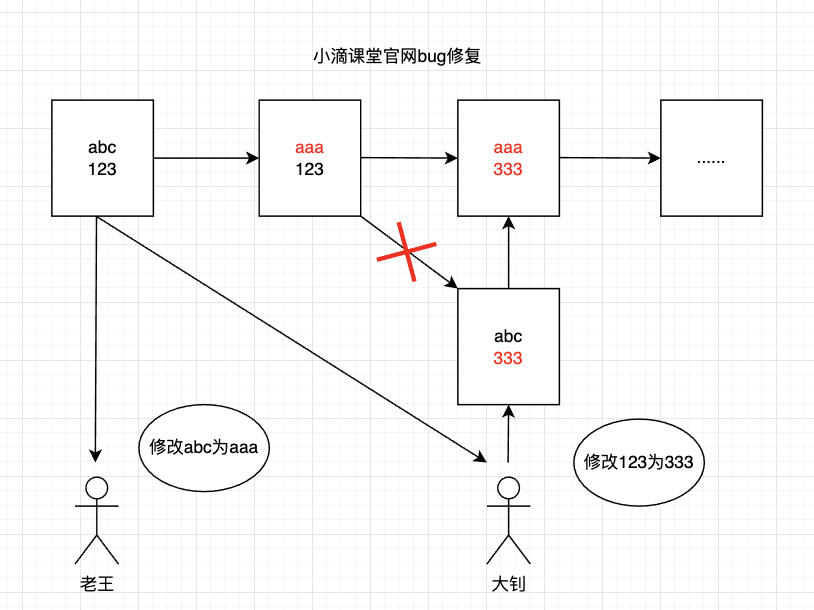 小滴课堂官网bug修复
abc
123
aaa
123
aaa
333
......
abc
333
修改abc为aaa
修改123为333
老王
大钊